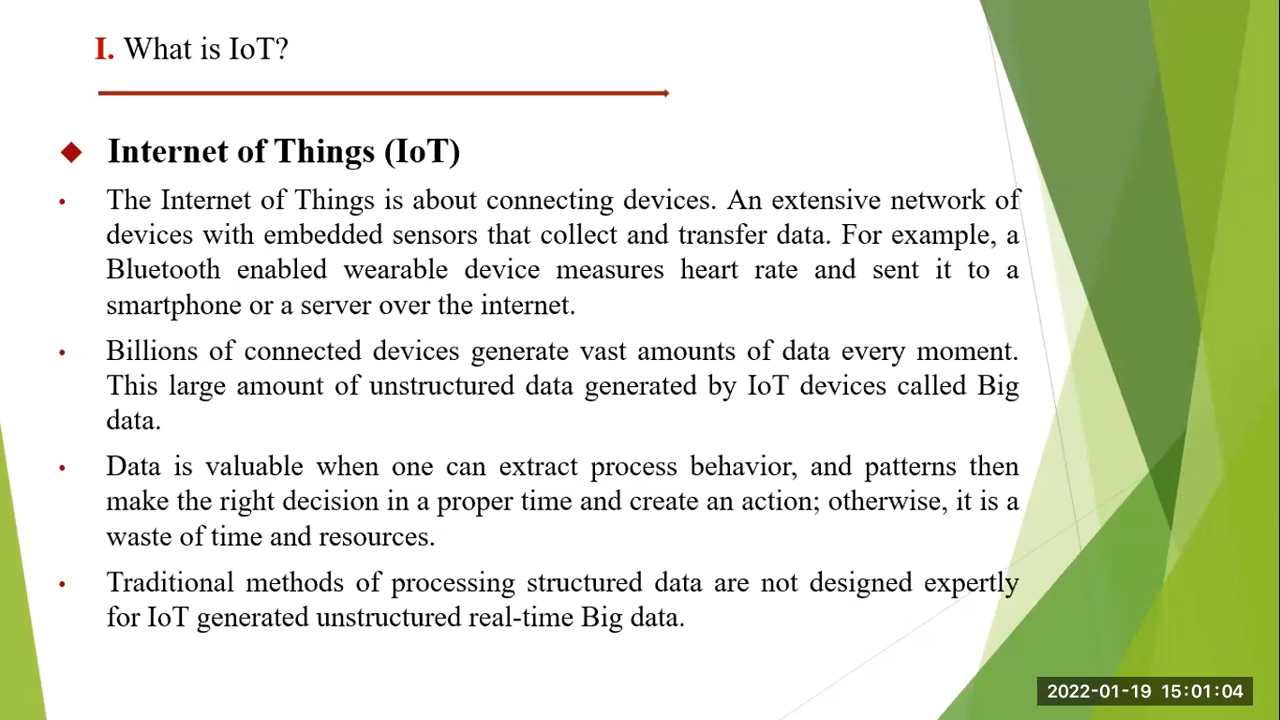 I. What is IoT?
Internet of Things (IoT)
The Internet of Things is about connecting devices. An extensive network of
devices with embedded sensors that collect and transfer data. For example, a
Bluetooth enabled wearable device measures heart rate and sent it to a
smartphone or a server over the internet.
Billions of connected devices generate vast amounts of data every moment.
This large amount of unstructured data generated by IoT devices called Big
data.
Data is valuable when one can extract process behavior, and patterns then
make the right decision in a proper time and create an action; otherwise, it is a
waste of time and resources.
Traditional methods of processing structured data are not designed expertly
for IoT generated unstructured real-time Big data.
2022-01-19 15:01:04